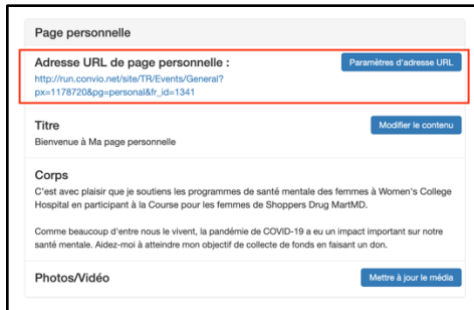 Page personnelle
Adresse URL de page personnelle :
Paramètres d'adresse URL
http://run.convio.net/site/TR/Events/General?
px=1178720&pg=personal&fr_id=1341
Titre
Modifier le contenu
Bienvenue à Ma page personnelle
Corps
C'est avec plaisir que je soutiens les programmes de santé mentale des femmes à Women's College
Hospital en participant à la Course pour les femmes de Shoppers Drug MartMD.
Comme beaucoup d'entre nous le vivent, la pandémie de COVID-19 a eu un impact important sur notre
santé mentale. Aidez-moi à atteindre mon objectif de collecte de fonds en faisant un don.
Photos/Vidéo
Mettre à jour le média